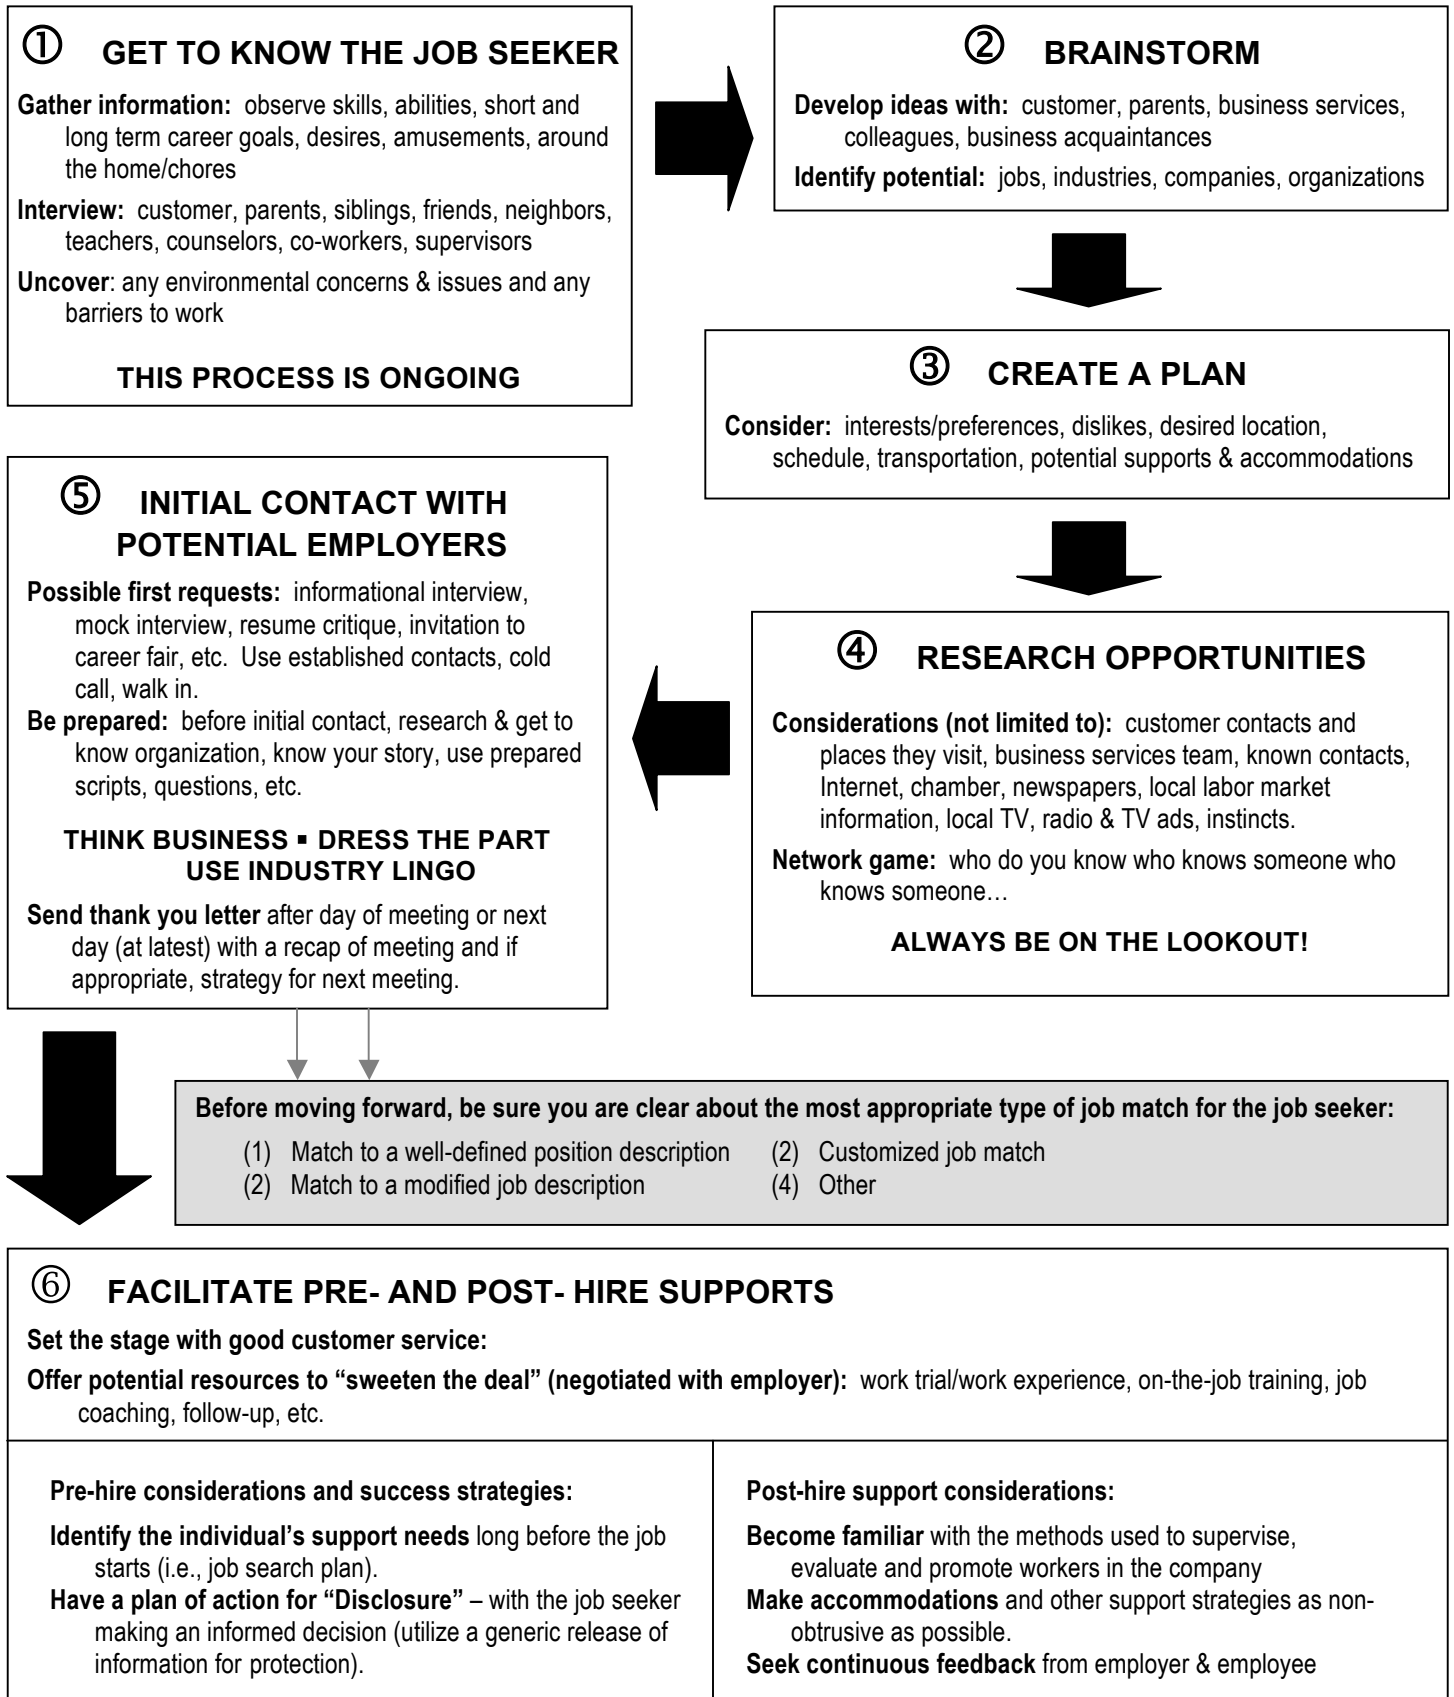 ① GET TO KNOW THE JOB SEEKER
Gather information: observe skills, abilities, short and
long term career goals, desires, amusements, around
the home/chores
Interview: customer, parents, siblings, friends, neighbors,
teachers, counselors, co-workers, supervisors
Uncover: any environmental concerns & issues and any
barriers to work
THIS PROCESS IS ONGOING
② BRAINSTORM
Develop ideas with: customer, parents, business services,
colleagues, business acquaintances
Identify potential: jobs, industries, companies, organizations
③ CREATE A PLAN
Consider: interests/preferences, dislikes, desired location,
schedule, transportation, potential supports & accommodations
④ RESEARCH OPPORTUNITIES
Considerations (not limited to): customer contacts and
places they visit, business services team, known contacts,
Internet, chamber, newspapers, local labor market
information, local TV, radio & TV ads, instincts.
Network game: who do you know who knows someone who
knows someone…
ALWAYS BE ON THE LOOKOUT!
⑤ INITIAL CONTACT WITH
POTENTIAL EMPLOYERS
Possible first requests: informational interview,
mock interview, resume critique, invitation to
career fair, etc. Use established contacts, cold
call, walk in.
Be prepared: before initial contact, research & get to
know organization, know your story, use prepared
scripts, questions, etc.
THINK BUSINESS ▪ DRESS THE PART
USE INDUSTRY LINGO
Send thank you letter after day of meeting or next
day (at latest) with a recap of meeting and if
appropriate, strategy for next meeting.
Before moving forward, be sure you are clear about the most appropriate type of job match for the job seeker:
(1) Match to a well-defined position description (2) Customized job match
(2) Match to a modified job description (4) Other
⑥ FACILITATE PRE- AND POST- HIRE SUPPORTS
Set the stage with good customer service:
Offer potential resources to “sweeten the deal” (negotiated with employer): work trial/work experience, on-the-job training, job
coaching, follow-up, etc.
Pre-hire considerations and success strategies:
Identify the individual’s support needs long before the job
starts (i.e., job search plan).
Have a plan of action for “Disclosure” – with the job seeker
making an informed decision (utilize a generic release of
information for protection).
Post-hire support considerations:
Become familiar with the methods used to supervise,
evaluate and promote workers in the company
Make accommodations and other support strategies as non-
obtrusive as possible.
Seek continuous feedback from employer & employee